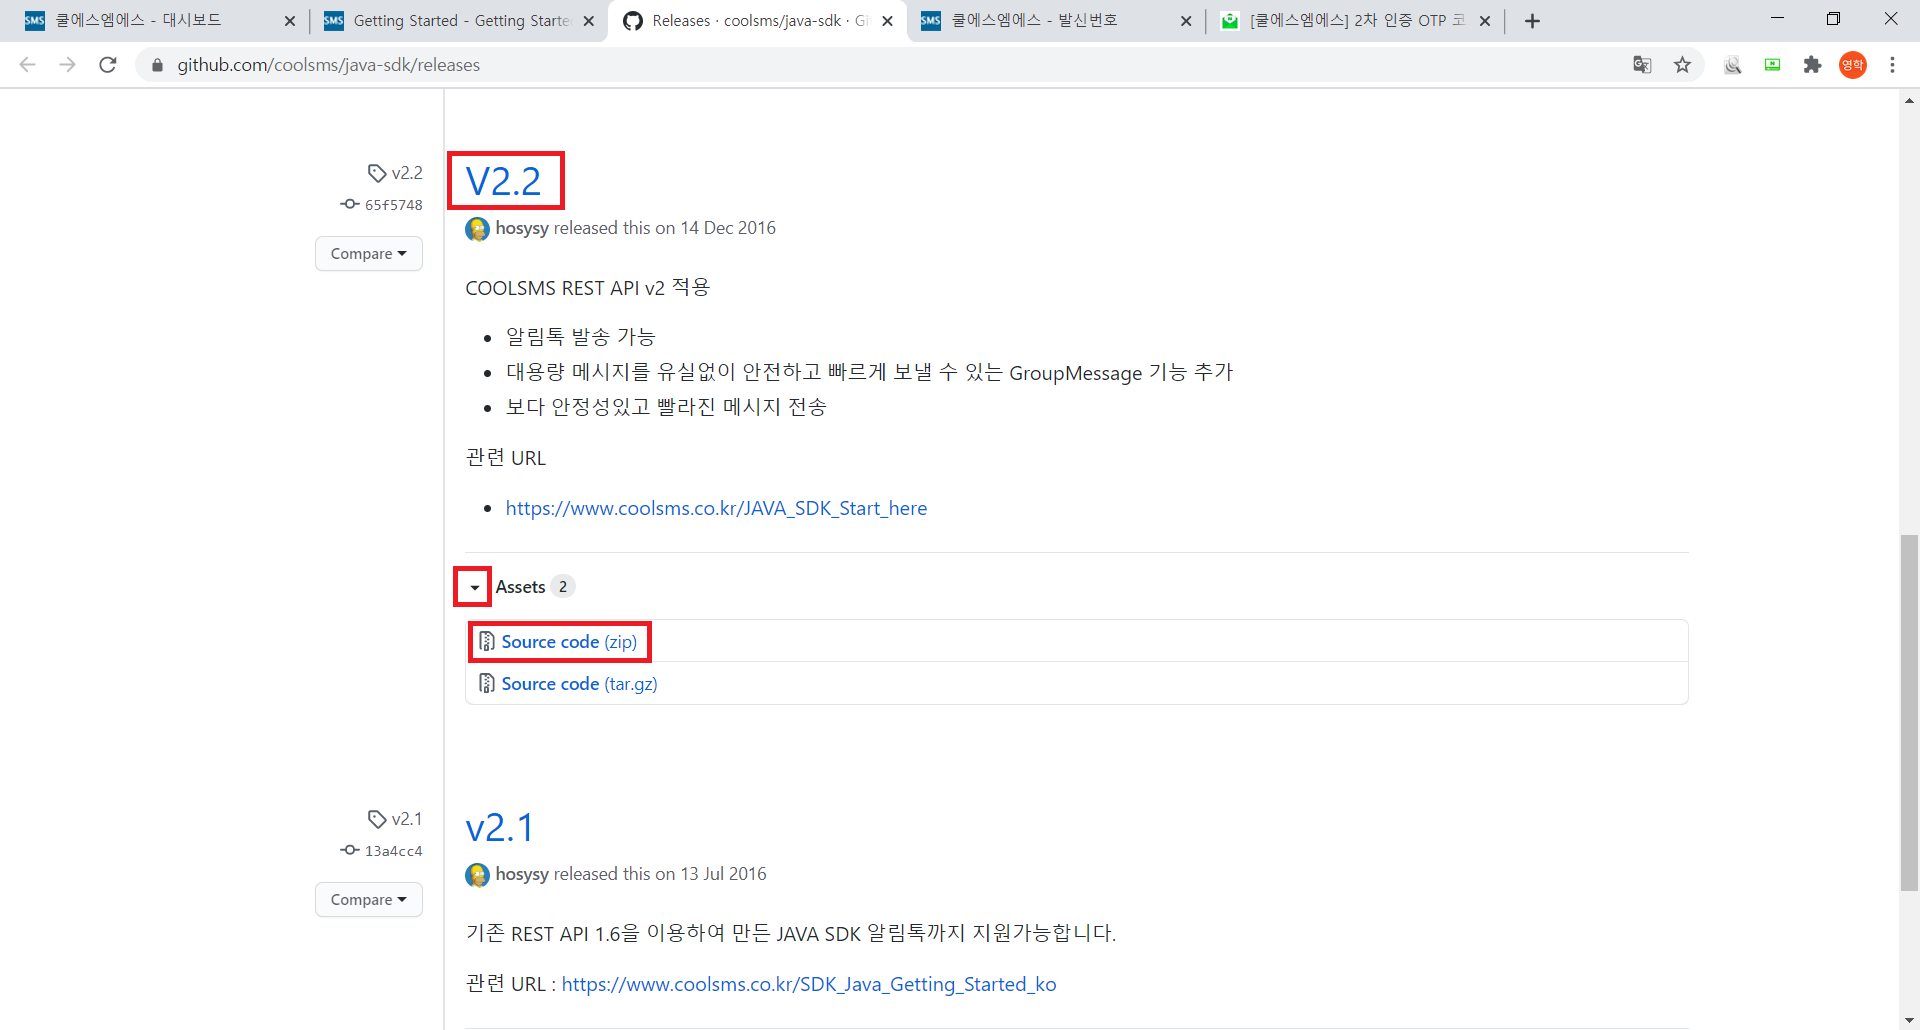 SMS 쿨에스엠에스 - 대시보드
SMS Getting Started - Getting Starte
Releases · coolsms/java-sdk · Gi
SMS 쿨에스엠에스 - 발신번호
[쿨에스엠에스] 2차 인증 OTP 코
github.com/coolsms/java-sdk/releases
영학
v2.2
65f5748
Compare
V2.2
hosysy released this on 14 Dec 2016
COOLSMS REST API v2 적용
알림톡 발송 가능
대용량 메시지를 유실없이 안전하고 빠르게 보낼 수 있는 GroupMessage 기능 추가
보다 안정성있고 빨라진 메시지 전송
관련 URL
https://www.coolsms.co.kr/JAVA_SDK_Start_here
Assets 2
Source code (zip)
Source code (tar.gz)
v2.1
13a4cc4
Compare
v2.1
hosysy released this on 13 Jul 2016
기존 REST API 1.6을 이용하여 만든 JAVA SDK 알림톡까지 지원가능합니다.
관련 URL : https://www.coolsms.co.kr/SDK_Java_Getting_Started_ko